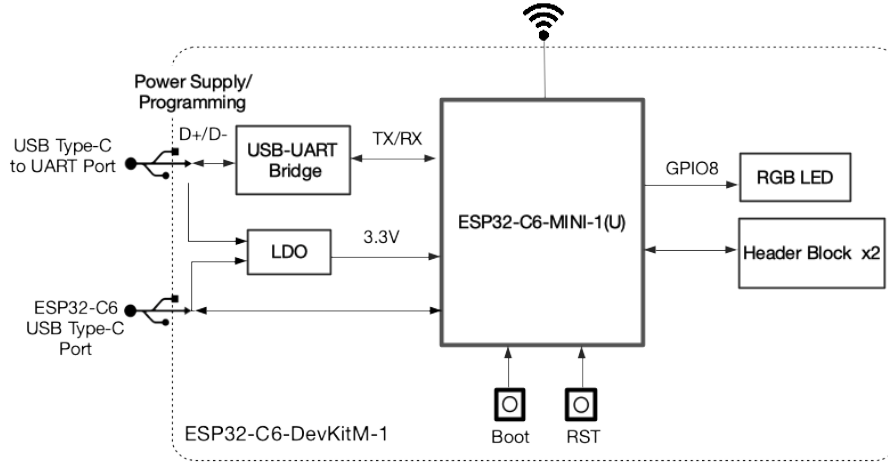 Power Supply/
Programming
USB Type-C
to UART Port
D+/D-
USB-UART
Bridge
TX/RX
ESP32-C6-MINI-1(U)
GPIO8
RGB LED
LDO
3.3V
Header Block x2
ESP32-C6
USB Type-C
Port
Boot
RST
ESP32-C6-DevKitM-1